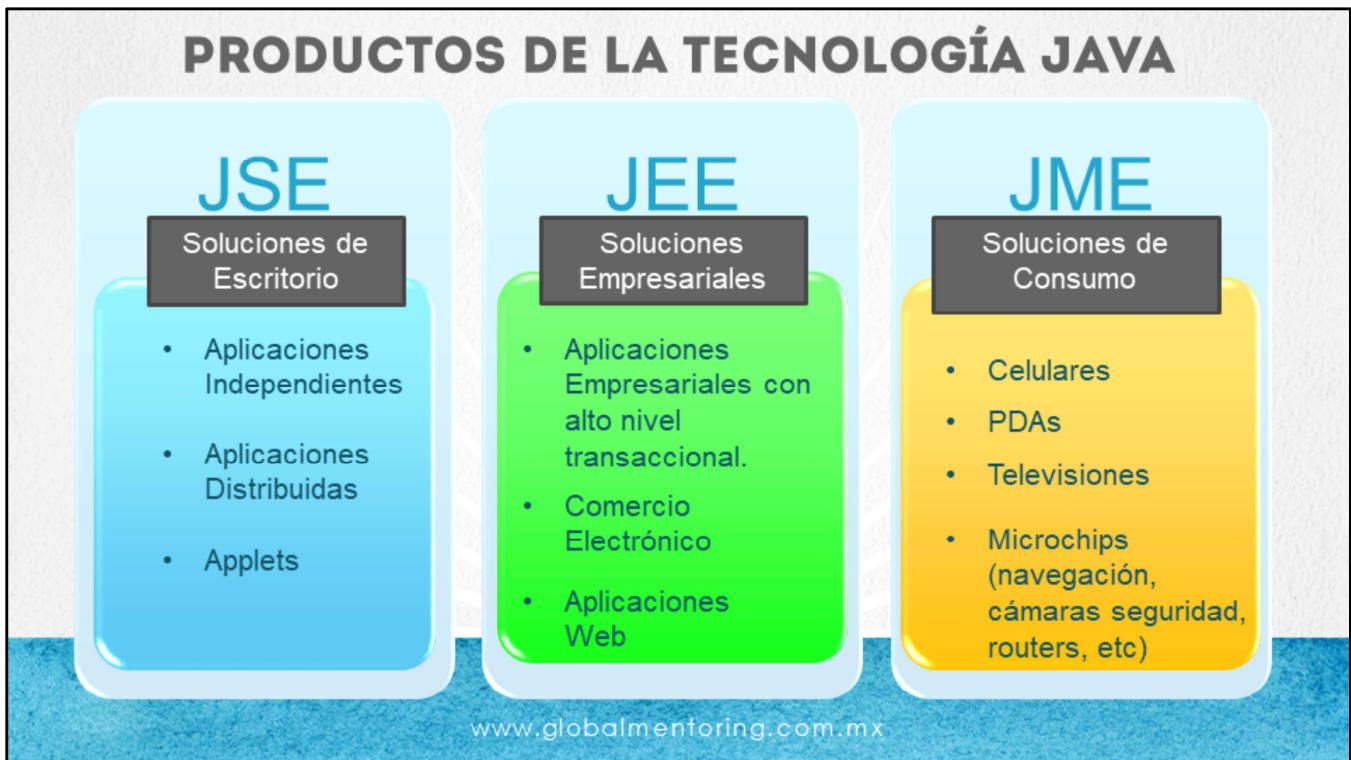 PRODUCTOS DE LA TECNOLOGÍA JAVA
JSE
Soluciones de
Escritorio
• Aplicaciones
Independientes
• Aplicaciones
Distribuidas
• Applets
JEE
Soluciones
Empresariales
• Aplicaciones
Empresariales con
alto nivel
transaccional.
• Comercio
Electrónico
• Aplicaciones
Web
JME
Soluciones de
Consumo
• Celulares
• PDAs
• Televisiones
• Microchips
(navegación,
cámaras seguridad,
routers, etc)
www.globalmentoring.com.mx